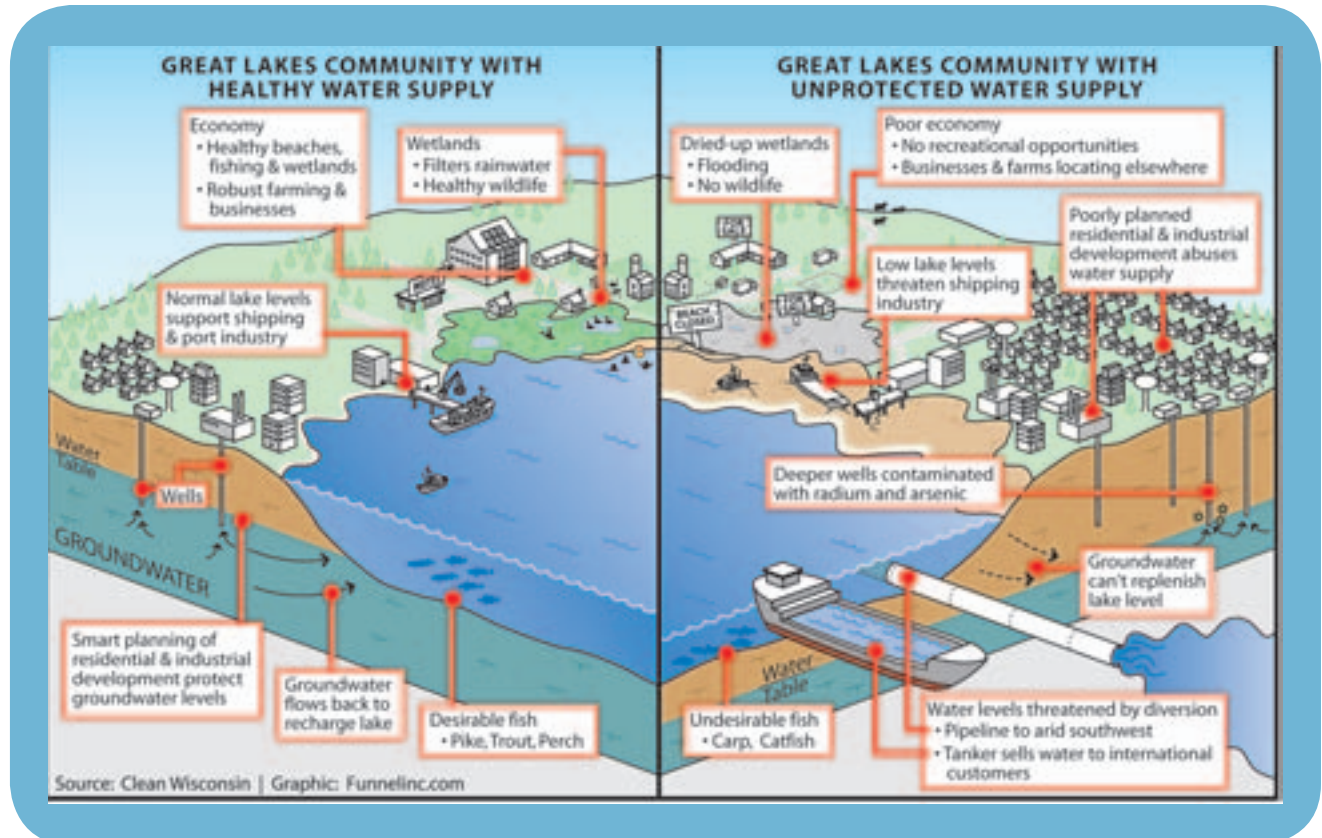 GREAT LAKES COMMUNITY WITH
HEALTHY WATER SUPPLY
Economy
• Healthy beaches,
fishing & wetlands
• Robust farming &
businesses
Wetlands
• Filters rainwater
• Healthy wildlife
Normal lake levels
support shipping
& port industry
Water
Table
Wells
GROUNDWATER
Smart planning of
residential & industrial
development protect
groundwater levels
Groundwater
flows back to
recharge lake
Desirable fish
• Pike, Trout, Perch
Source: Clean Wisconsin | Graphic: Funnelinc.com
GREAT LAKES COMMUNITY WITH
UNPROTECTED WATER SUPPLY
Dried-up wetlands
• Flooding
• No wildlife
Poor economy
• No recreational opportunities
• Businesses & farms locating elsewhere
Poorly planned
residential & industrial
development abuses
water supply
Low lake levels
threaten shipping
industry
FOR
SALE
FOR
BEACH
CLOSED
Deeper wells contaminated
with radium and arsenic
Groundwater
can't replenish
lake level
Water
Table
Undesirable fish
• Carp, Catfish
Water levels threatened by diversion
• Pipeline to arid southwest
• Tanker sells water to international
customers